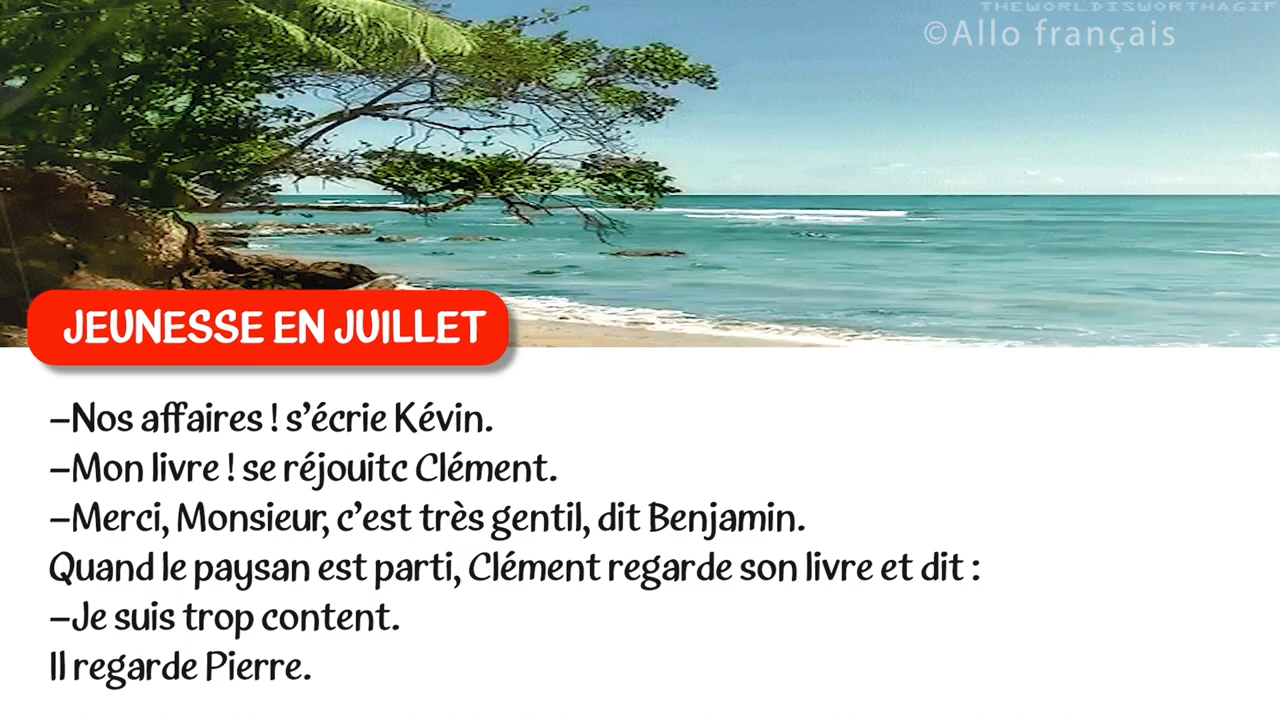 THEWORLDISWORTHAGIF
©Allo français
JEUNESSE EN JUILLET
–Nos affaires ! s’écrie Kévin.
–Mon livre ! se réjouitc Clément.
–Merci, Monsieur, c’est très gentil, dit Benjamin.
Quand le paysan est parti, Clément regarde son livre et dit :
–Je suis trop content.
Il regarde Pierre.